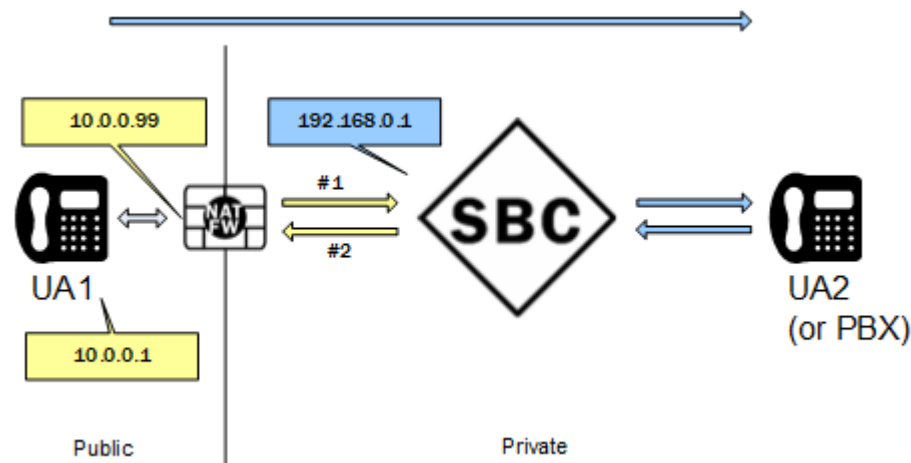 10.0.0.99
192.168.0.1
#1
NAT
FW
SBC
#2
UA1
UA2
(or PBX)
10.0.0.1
Public
Private